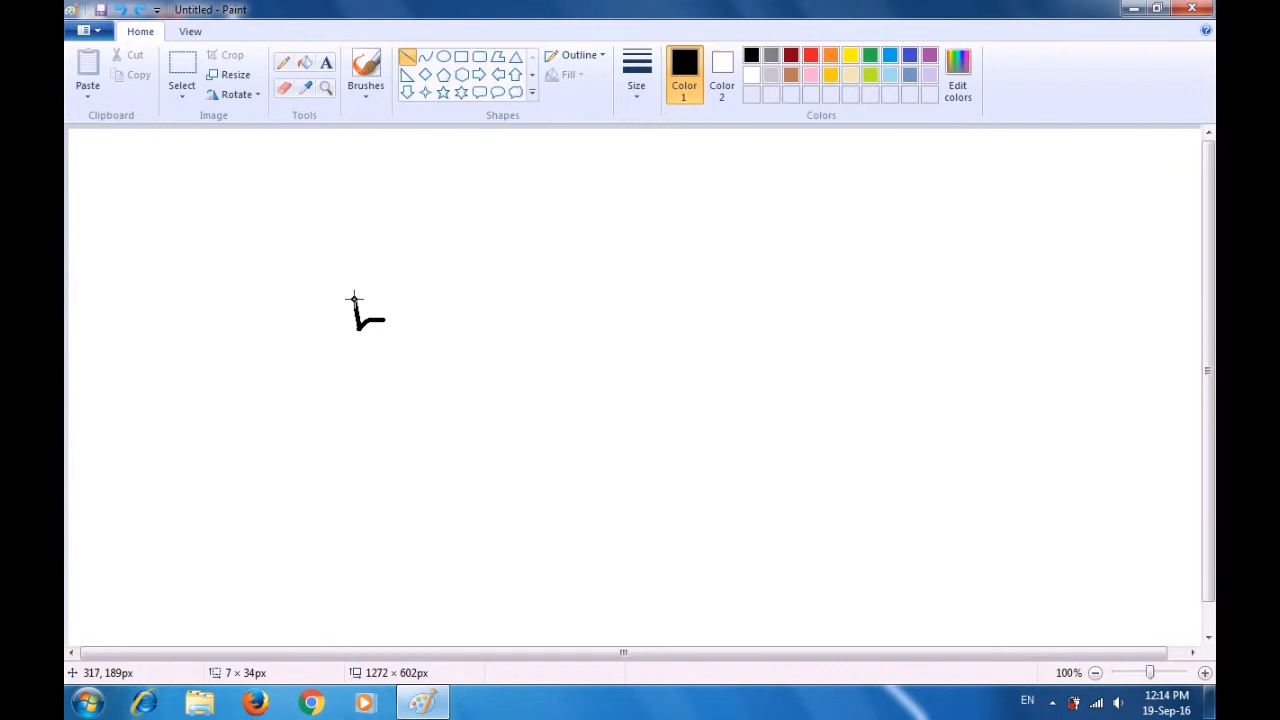 Untitled - Paint
Home View
Paste Cut Copy Clipboard
Select Crop Resize Rotate Image
Tools
A
Brushes
Outline Fill Shapes
Size
Color 1 Color 2 Edit colors Colors
317, 189px 7 × 34px 1272 × 602px 100%
EN 12:14 PM
19-Sep-16